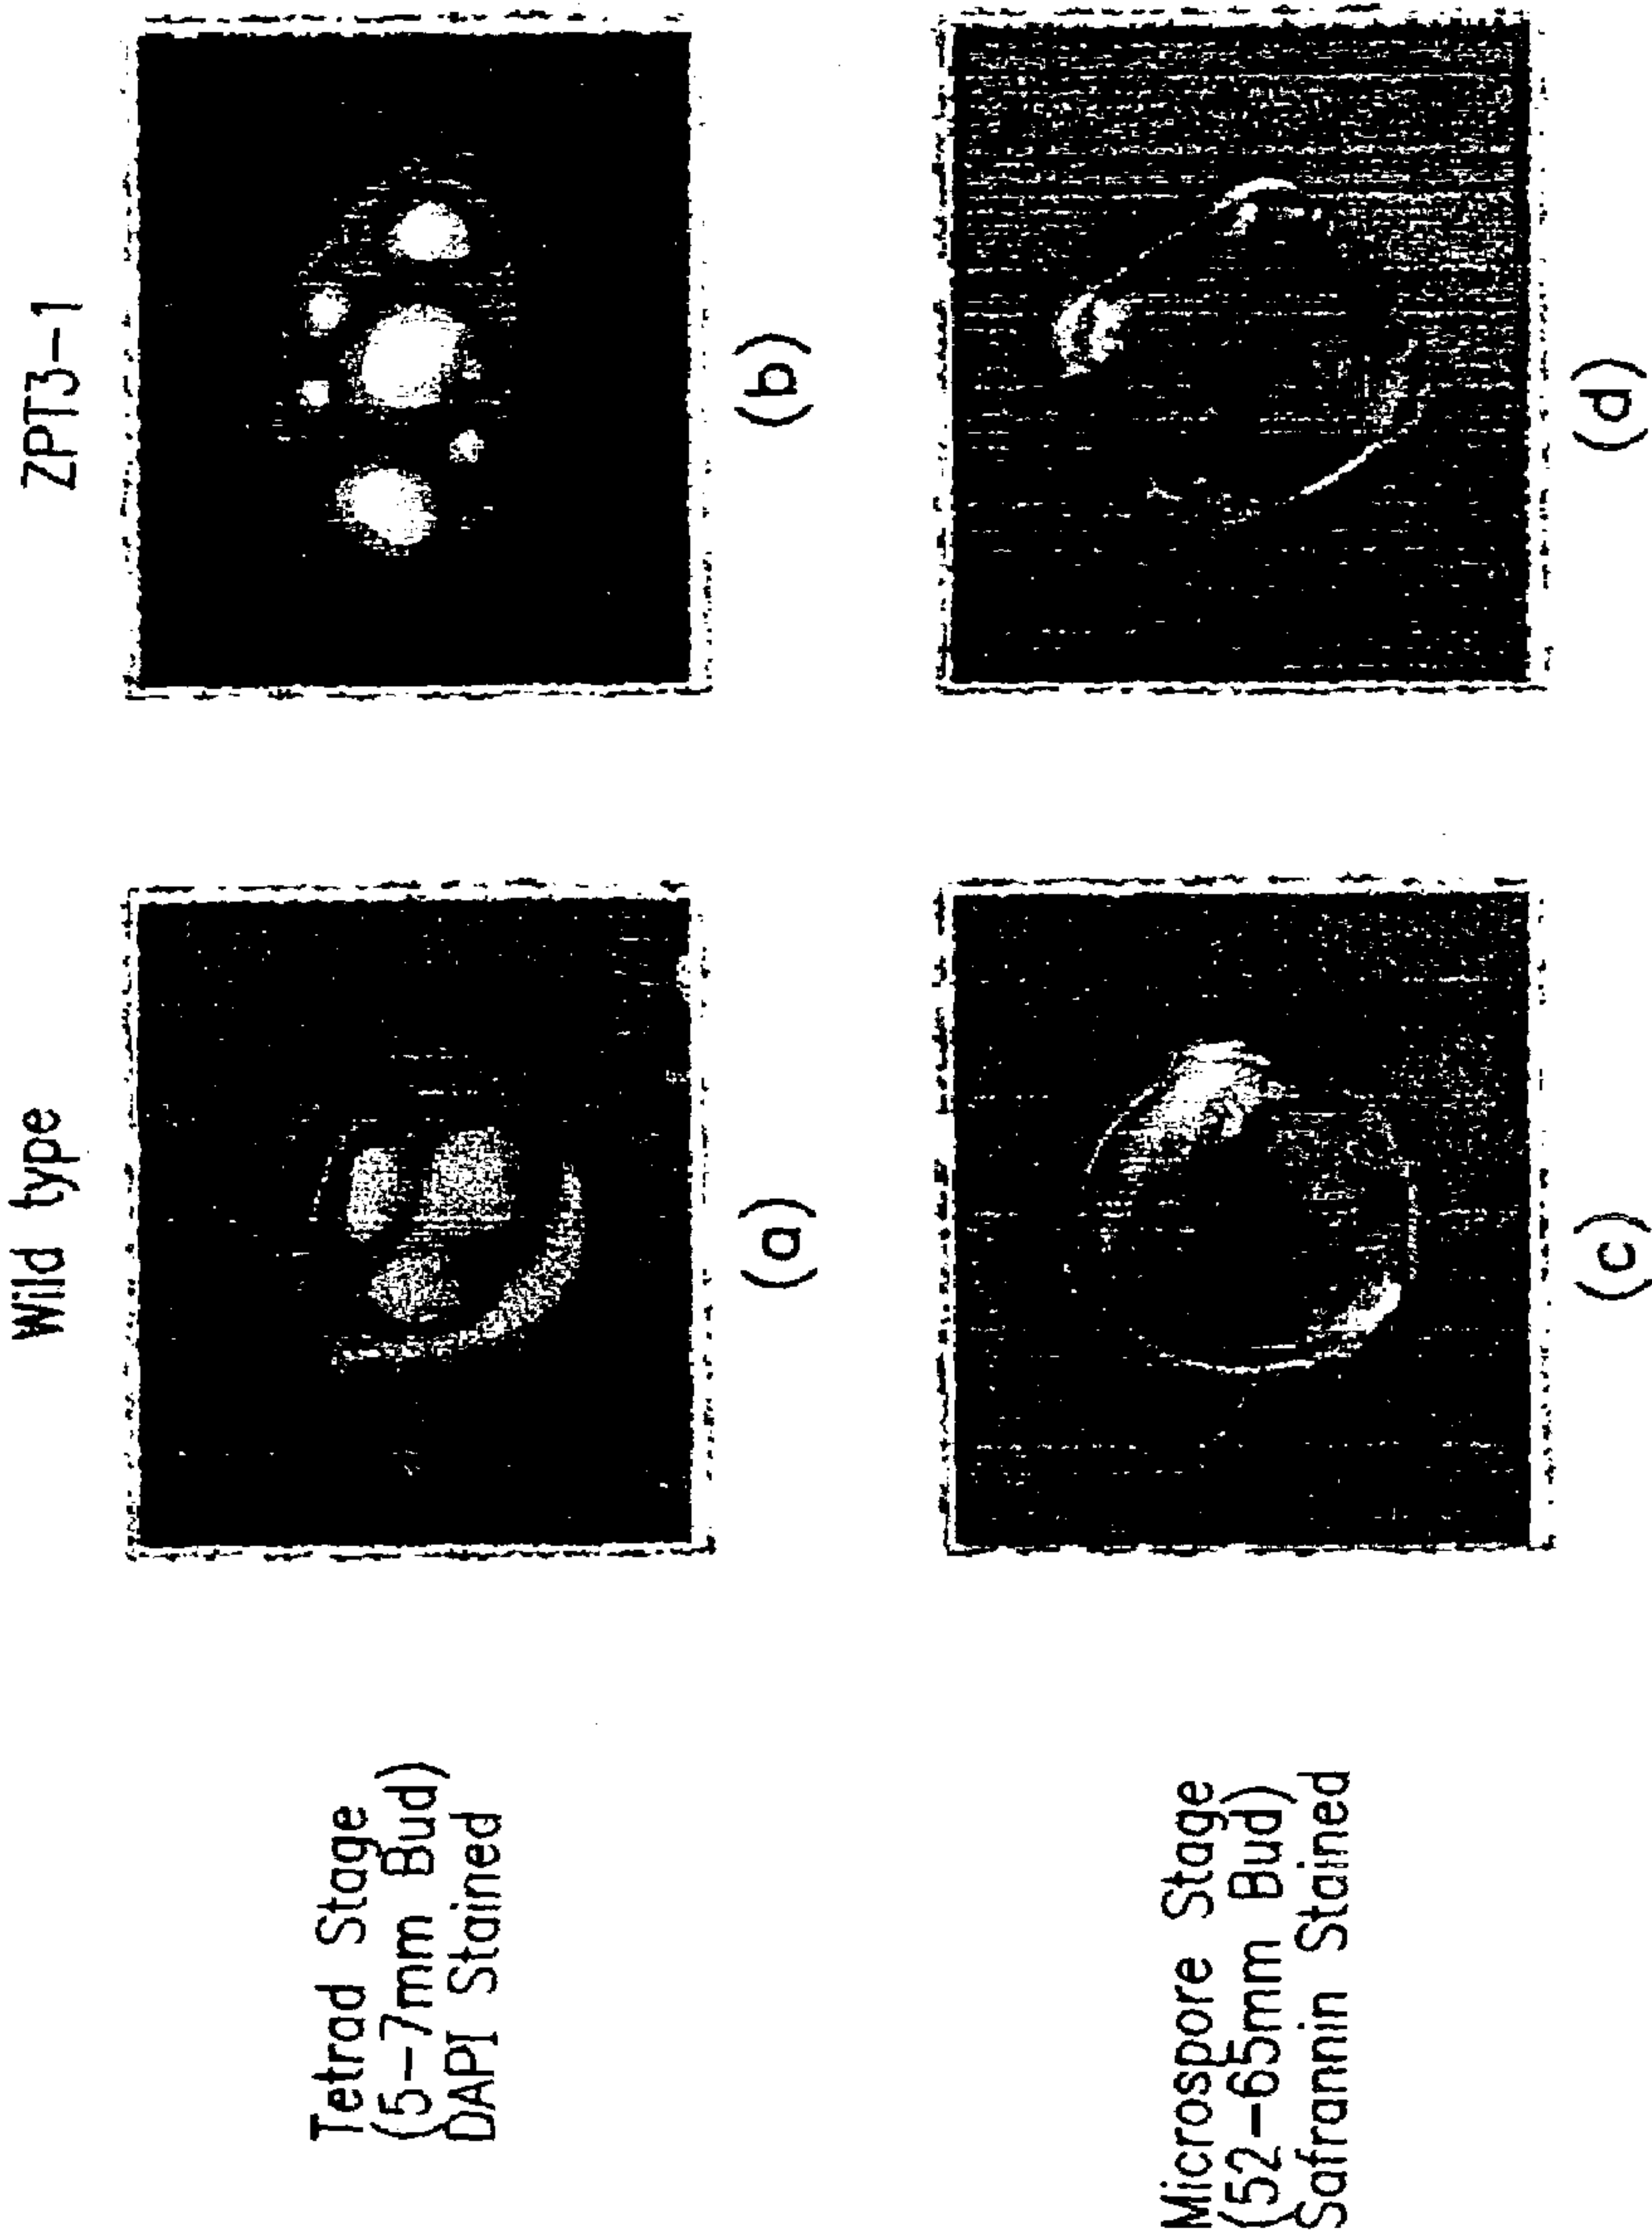 Wild type
ZPT3-1
Tetrad Stage
(5-7mm Bud)
DAPI Stained
(a)
(b)
Microspore Stage
(52-65mm Bud)
Safrannin Stained
(c)
(d)